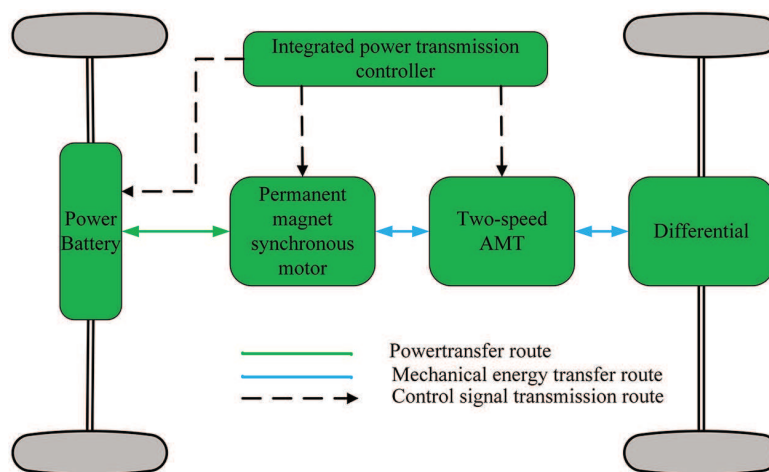 Integrated power transmission
controller
Power
Battery
Permanent
magnet
synchronous
motor
Two-speed
AMT
Differential
Powertransfer route
Mechanical energy transfer route
Control signal transmission route